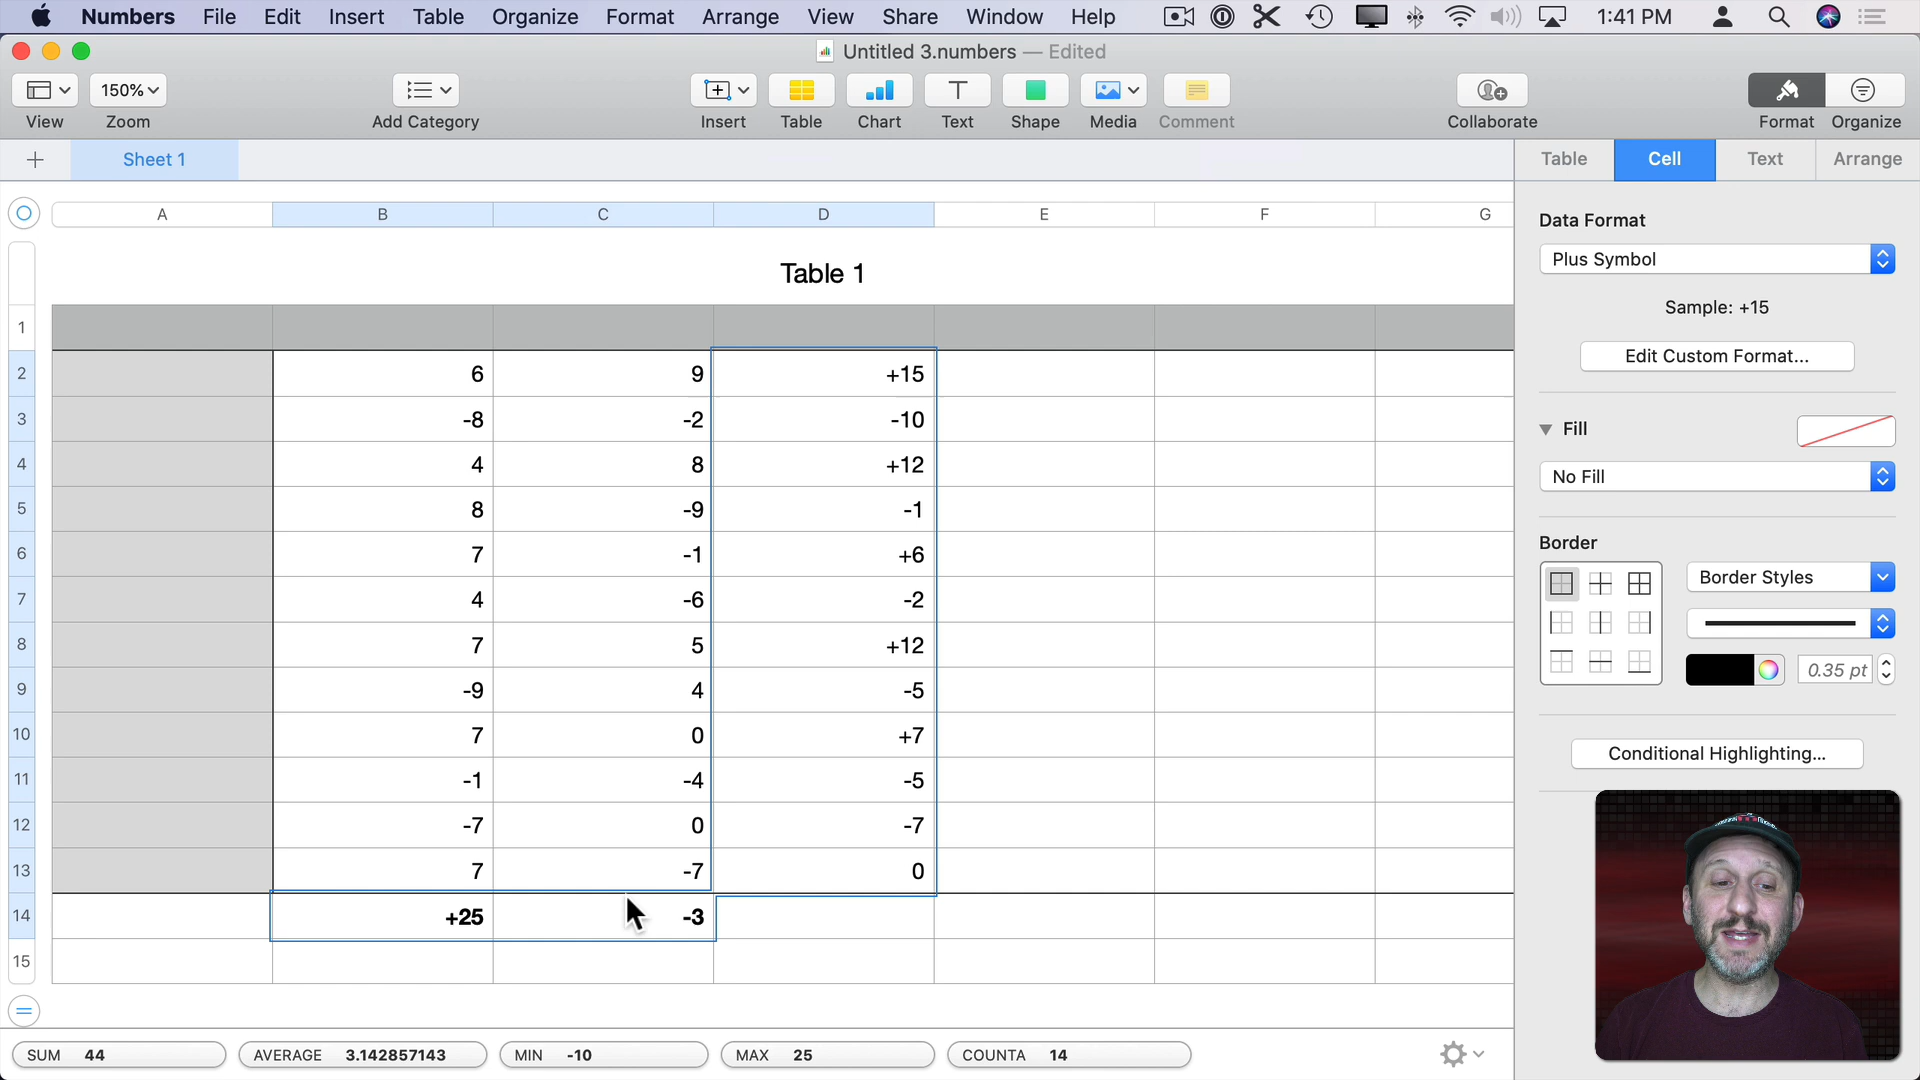 Numbers File Edit Insert Table Organize Format Arrange View Share Window Help 1:41 PM
Untitled 3.numbers — Edited
150%
View Zoom Add Category Insert Table Chart Text Shape Media Comment Collaborate Format Organize
Sheet 1
Table Cell Text Arrange
A B C D E F G
Table 1
1
2 6 9 +15
3 -8 -2 -10
4 4 8 +12
5 8 -9 -1
6 7 -1 +6
7 4 -6 -2
8 7 5 +12
9 -9 4 -5
10 7 0 +7
11 -1 -4 -5
12 -7 0 -7
13 7 -7 0
14 +25 -3
15
SUM 44 AVERAGE 3.142857143 MIN -10 MAX 25 COUNTA 14
Data Format
Plus Symbol
Sample: +15
Edit Custom Format...
Fill
No Fill
Border
Border Styles
0.35 pt
Conditional Highlighting...